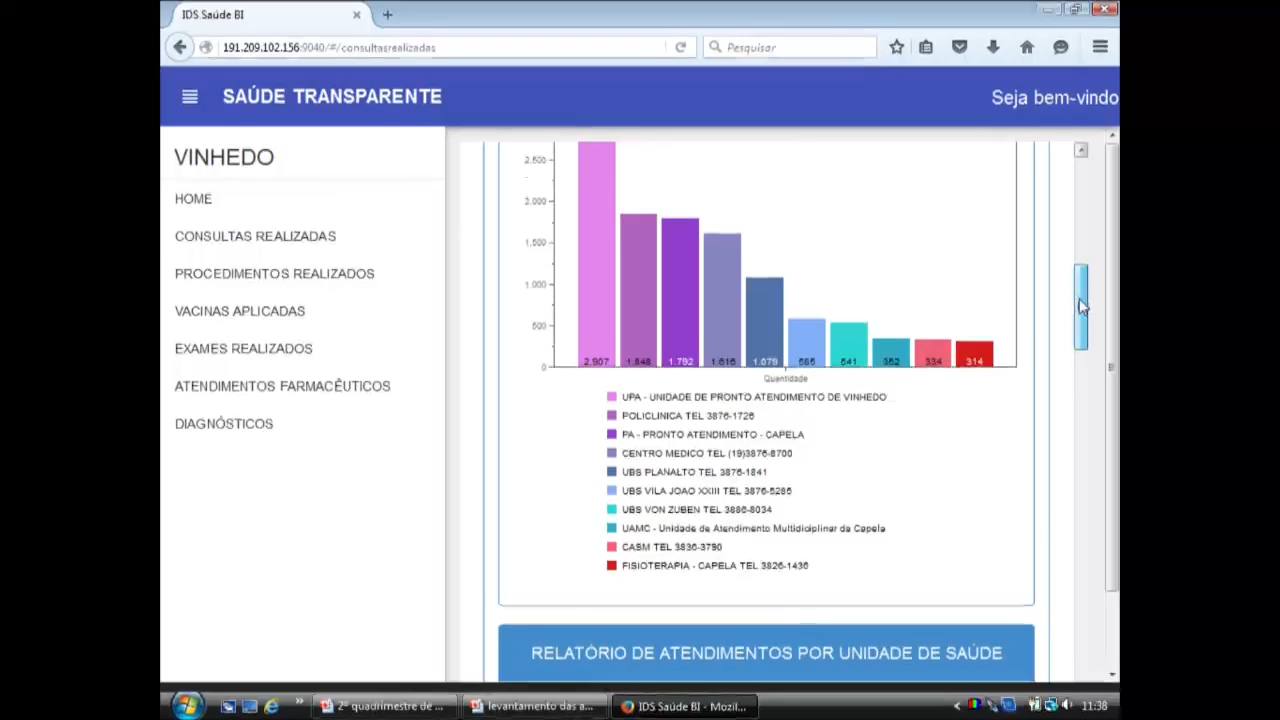 IDS Saúde BI
191.209.102.156:9040/#/consultasrealizadas
Pesquisar
SAÚDE TRANSPARENTE
Seja bem-vindo
VINHEDO
HOME
CONSULTAS REALIZADAS
PROCEDIMENTOS REALIZADOS
VACINAS APLICADAS
EXAMES REALIZADOS
ATENDIMENTOS FARMACÊUTICOS
DIAGNÓSTICOS
2.500
2.000
1.500
1.000
500
0
2.907 1.848 1.792 1.616 1.079 585 541 352 334 314
Quantidade
UPA - UNIDADE DE PRONTO ATENDIMENTO DE VINHEDO
POLICLINICA TEL 3876-1726
PA - PRONTO ATENDIMENTO - CAPELA
CENTRO MEDICO TEL (19)3876-8700
UBS PLANALTO TEL 3876-1841
UBS VILA JOAO XXIII TEL 3876-5285
UBS VON ZUBEN TEL 3886-8034
UAMC - Unidade de Atendimento Multidiciplinar da Capela
CASM TEL 3836-3790
FISIOTERAPIA - CAPELA TEL 3826-1436
RELATÓRIO DE ATENDIMENTOS POR UNIDADE DE SAÚDE
2º quadrimestre de ...
levantamento das a...
IDS Saúde BI - Mozil...
11:38